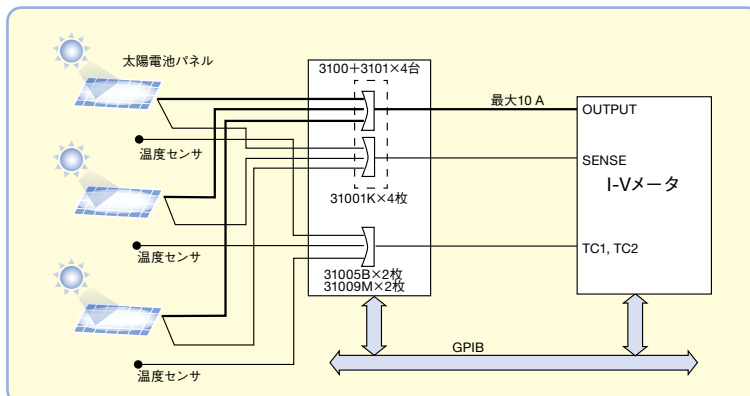 太陽電池パネル
3100＋3101×4台
最大10 A
OUTPUT
温度センサ
SENSE
I-Vメータ
31001K×4枚
温度センサ
TC1, TC2
31005B×2枚
31009M×2枚
GPIB
温度センサ